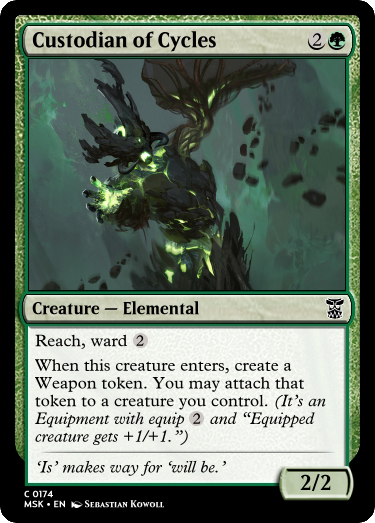 Custodian of Cycles 2
Creature — Elemental
Reach, ward 2
When this creature enters, create a
Weapon token. You may attach that
token to a creature you control. (It's an
Equipment with equip 2 and “Equipped
creature gets +1/+1.”)
‘Is’ makes way for ‘will be.’
2/2
C 0174
MSK • EN Sebastian Kowoll